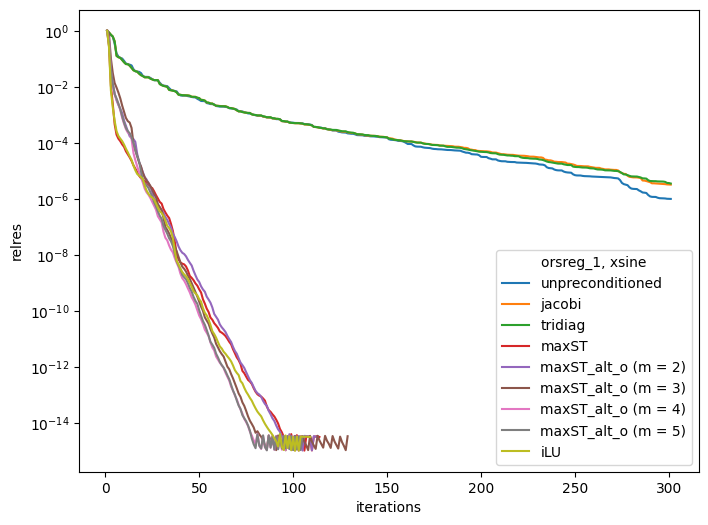 10^0
10^-2
10^-4
10^-6
10^-8
10^-10
10^-12
10^-14
relres
0 50 100 150 200 250 300
iterations
orsreg_1, xsine
unpreconditioned
jacobi
tridiag
maxST
maxST_alt_o (m = 2)
maxST_alt_o (m = 3)
maxST_alt_o (m = 4)
maxST_alt_o (m = 5)
iLU